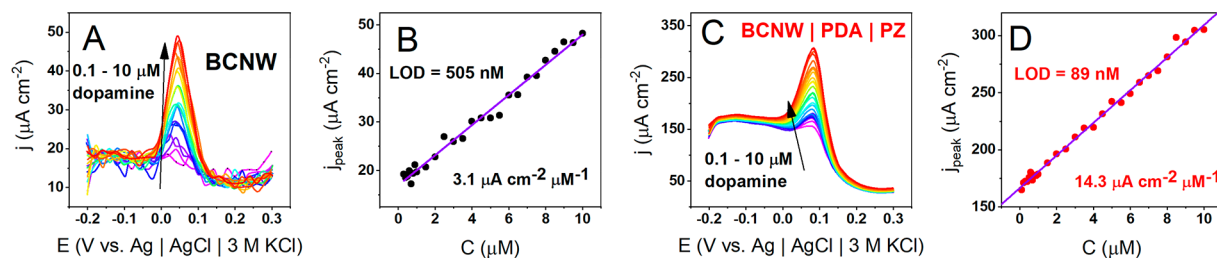 A
BCNW
0.1 - 10 µM
dopamine
j (µA cm-2)
50
40
30
20
10
-0.2 -0.1 0.0 0.1 0.2 0.3
E (V vs. Ag | AgCl | 3 M KCl)
B
LOD = 505 nM
3.1 µA cm-2 µM-1
jpeak (µA cm-2)
50
40
30
20
0 2 4 6 8 10
C (µM)
C
BCNW | PDA | PZ
0.1 - 10 µM
dopamine
j (µA cm-2)
350
250
150
50
-0.2 -0.1 0.0 0.1 0.2 0.3
E (V vs. Ag | AgCl | 3 M KCl)
D
LOD = 89 nM
14.3 µA cm-2 µM-1
jpeak (µA cm-2)
300
250
200
150
0 2 4 6 8 10
C (µM)